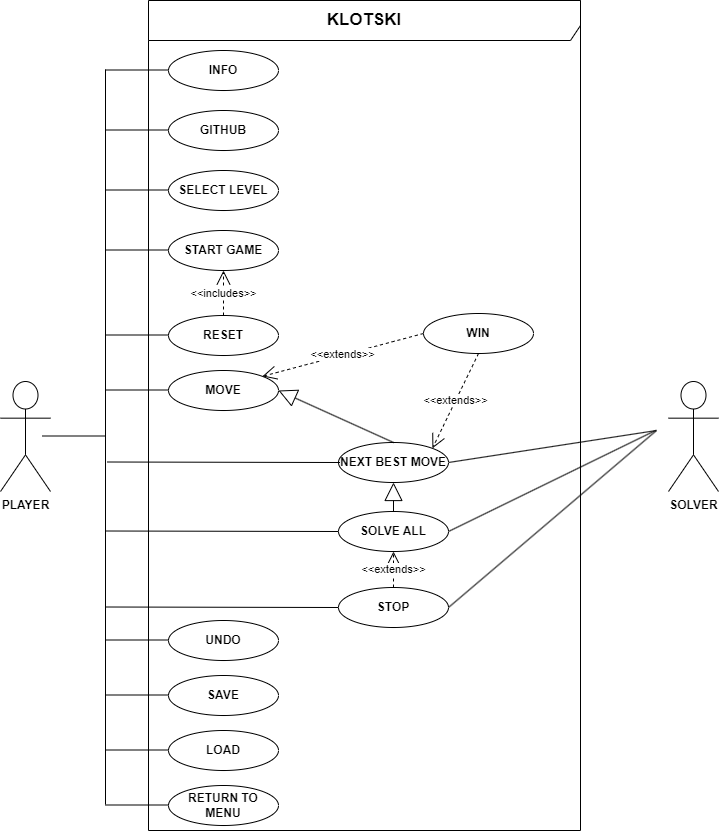 KLOTSKI
INFO
GITHUB
SELECT LEVEL
START GAME
<<includes>>
RESET
WIN
<<extends>>
MOVE
<<extends>>
NEXT BEST MOVE
PLAYER
SOLVER
SOLVE ALL
<<extends>>
STOP
UNDO
SAVE
LOAD
RETURN TO
MENU